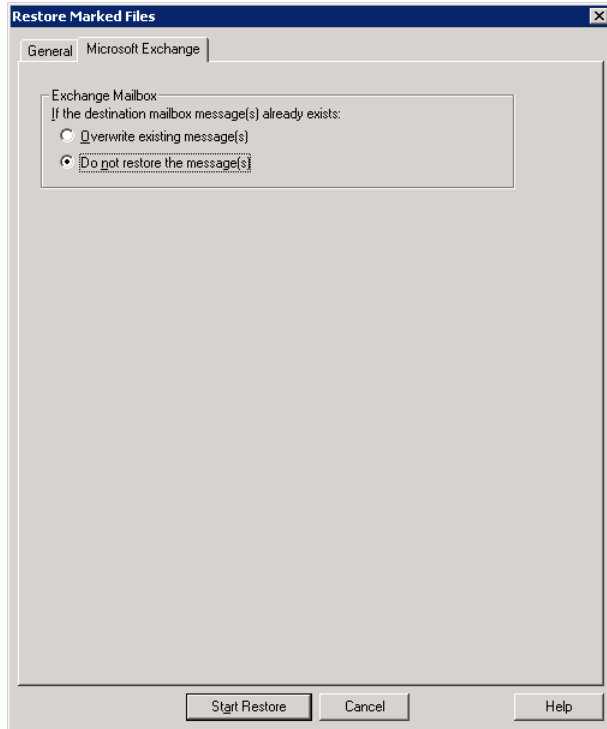 Restore Marked Files
General Microsoft Exchange
Exchange Mailbox
If the destination mailbox message(s) already exists:
Overwrite existing message(s)
Do not restore the message(s)
Start Restore Cancel Help